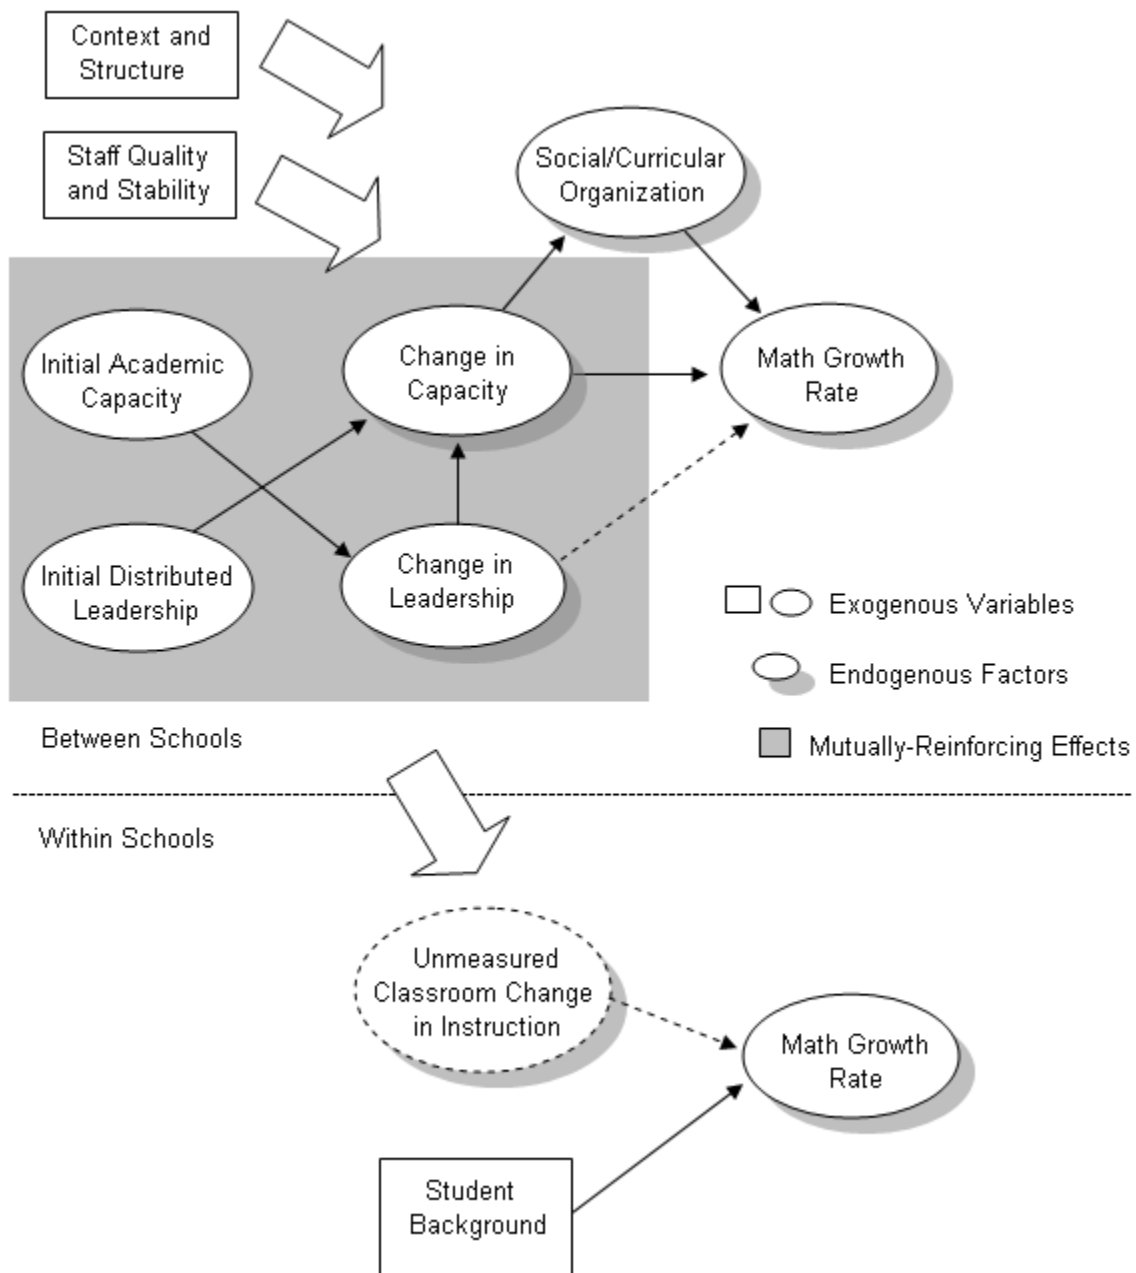 Context and
Structure
Staff Quality
and Stability
Social/Curricular
Organization
Initial Academic
Capacity
Change in
Capacity
Math Growth
Rate
Initial Distributed
Leadership
Change in
Leadership
Exogenous Variables
Endogenous Factors
Mutually-Reinforcing Effects
Between Schools
Within Schools
Unmeasured
Classroom Change
in Instruction
Math Growth
Rate
Student
Background